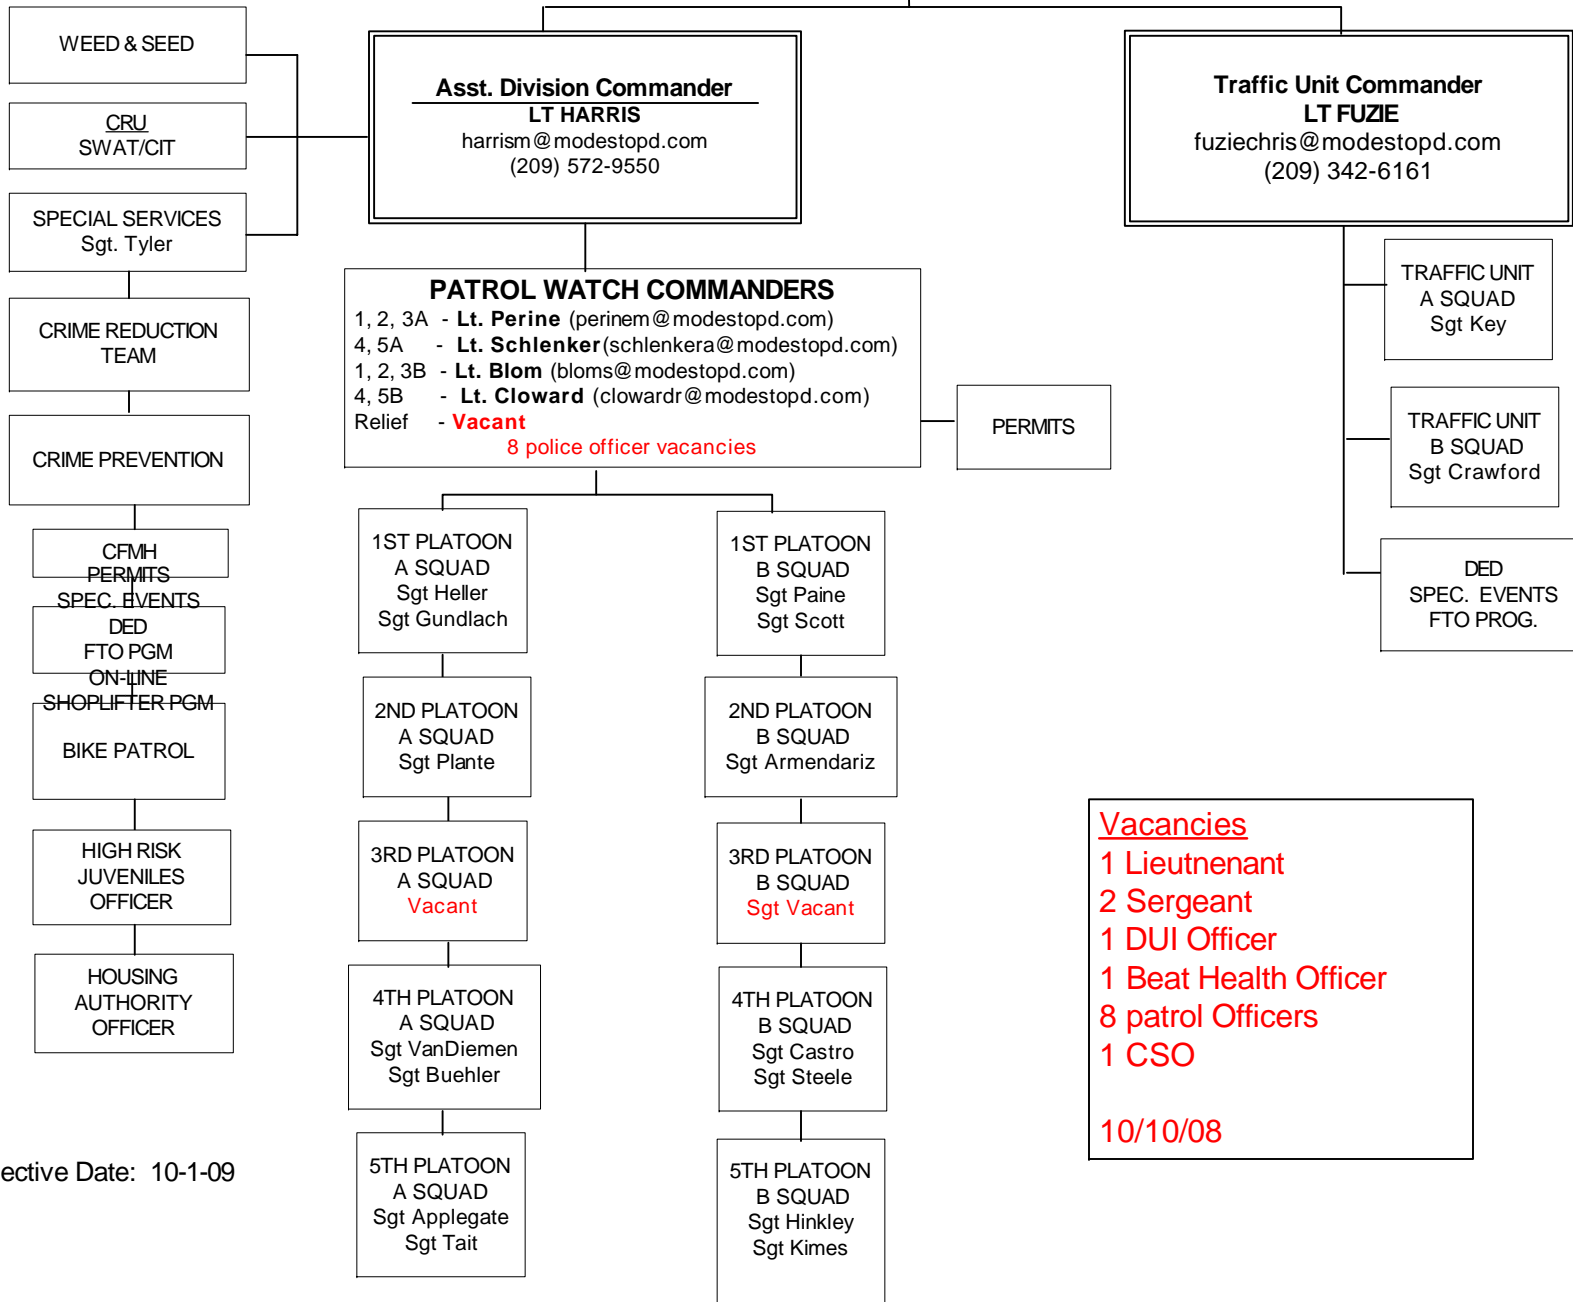 WEED & SEED
CRU
SWAT/CIT
SPECIAL SERVICES
Sgt. Tyler
CRIME REDUCTION
TEAM
CRIME PREVENTION
CFMH
PERMITS
SPEC. EVENTS
DED
FTO PGM
ON-LINE
SHOPLIFTER PGM
BIKE PATROL
HIGH RISK
JUVENILES
OFFICER
HOUSING
AUTHORITY
OFFICER
Asst. Division Commander
LT HARRIS
harrism@modestopd.com
(209) 572-9550
PATROL WATCH COMMANDERS
1, 2, 3A - Lt. Perine (perinem@modestopd.com)
4, 5A - Lt. Schlenker(schlenkera@modestopd.com)
1, 2, 3B - Lt. Blom (bloms@modestopd.com)
4, 5B - Lt. Cloward (clowardr@modestopd.com)
Relief - Vacant
8 police officer vacancies
PERMITS
1ST PLATOON
A SQUAD
Sgt Heller
Sgt Gundlach
2ND PLATOON
A SQUAD
Sgt Plante
3RD PLATOON
A SQUAD
Vacant
4TH PLATOON
A SQUAD
Sgt VanDiemen
Sgt Buehler
5TH PLATOON
A SQUAD
Sgt Applegate
Sgt Tait
1ST PLATOON
B SQUAD
Sgt Paine
Sgt Scott
2ND PLATOON
B SQUAD
Sgt Armendariz
3RD PLATOON
B SQUAD
Sgt Vacant
4TH PLATOON
B SQUAD
Sgt Castro
Sgt Steele
5TH PLATOON
B SQUAD
Sgt Hinkley
Sgt Kimes
Traffic Unit Commander
LT FUZIE
fuziechris@modestopd.com
(209) 342-6161
TRAFFIC UNIT
A SQUAD
Sgt Key
TRAFFIC UNIT
B SQUAD
Sgt Crawford
DED
SPEC. EVENTS
FTO PROG.
Vacancies
1 Lieutnenant
2 Sergeant
1 DUI Officer
1 Beat Health Officer
8 patrol Officers
1 CSO
10/10/08
ective Date: 10-1-09